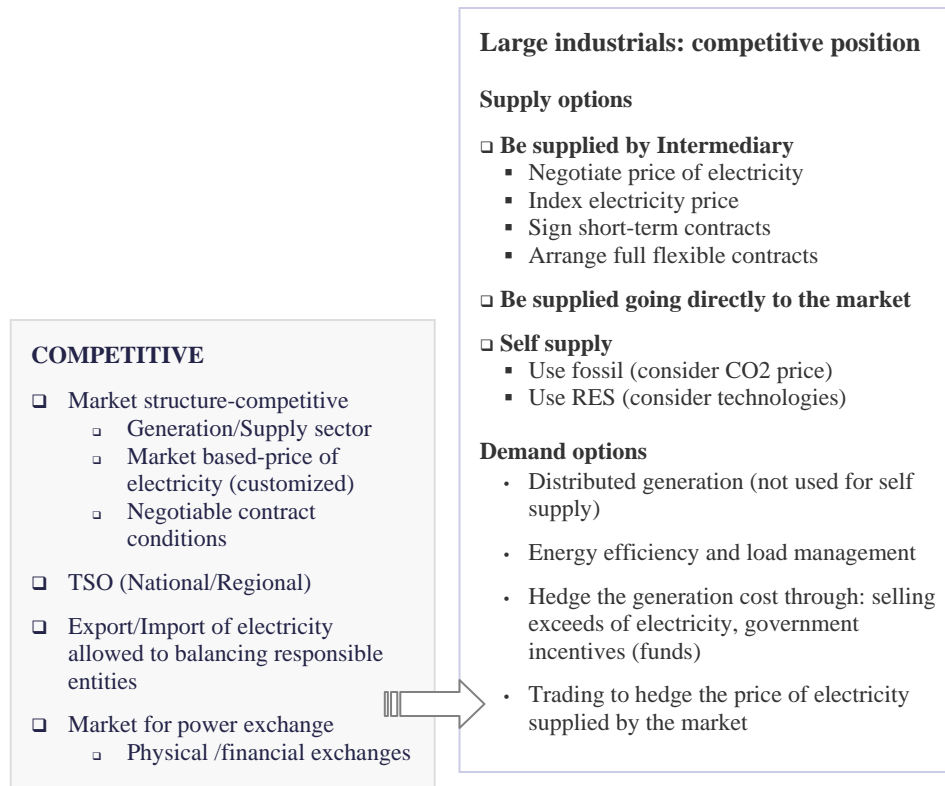 COMPETITIVE
❑ Market structure-competitive
▫ Generation/Supply sector
▫ Market based-price of
electricity (customized)
▫ Negotiable contract
conditions
❑ TSO (National/Regional)
❑ Export/Import of electricity
allowed to balancing responsible
entities
❑ Market for power exchange
▫ Physical /financial exchanges
Large industrials: competitive position
Supply options
❑ Be supplied by Intermediary
▪ Negotiate price of electricity
▪ Index electricity price
▪ Sign short-term contracts
▪ Arrange full flexible contracts
❑ Be supplied going directly to the market
❑ Self supply
▪ Use fossil (consider CO2 price)
▪ Use RES (consider technologies)
Demand options
• Distributed generation (not used for self
supply)
• Energy efficiency and load management
• Hedge the generation cost through: selling
exceeds of electricity, government
incentives (funds)
• Trading to hedge the price of electricity
supplied by the market